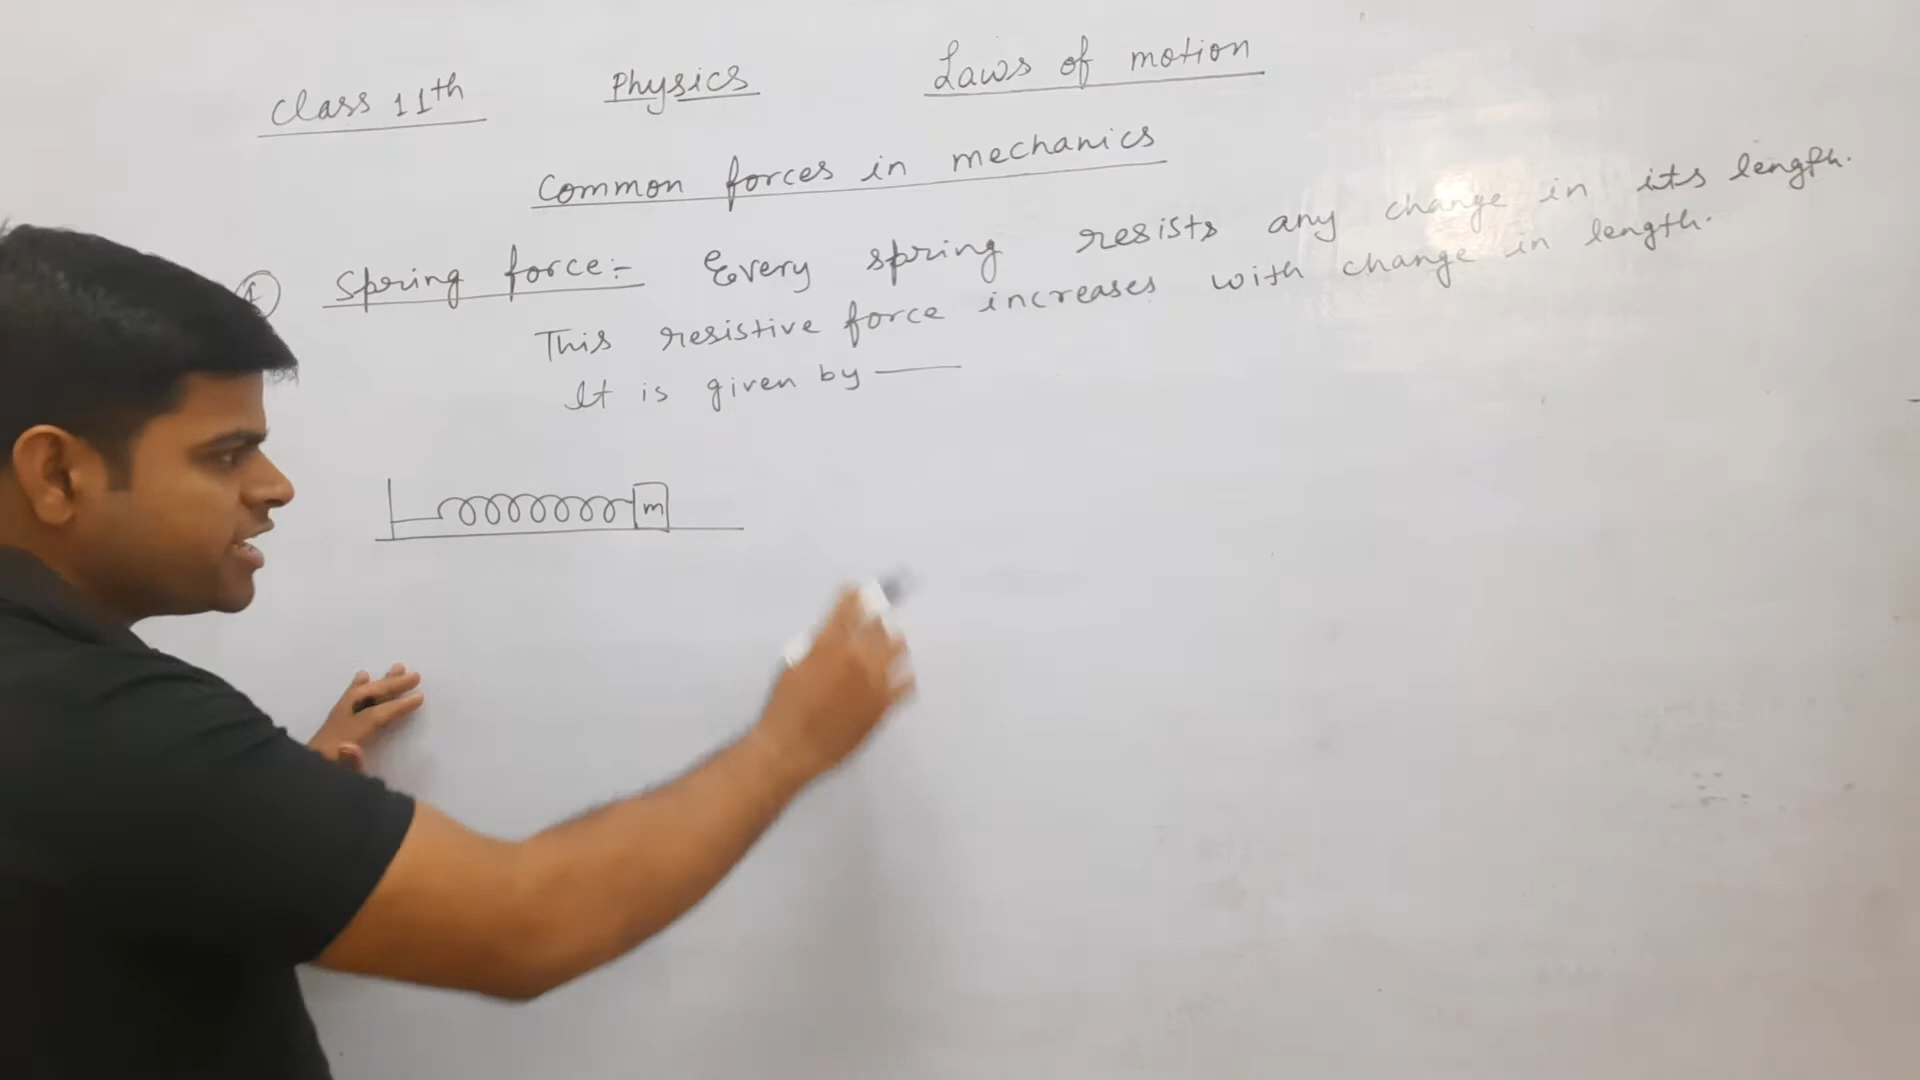 Class 11th Physics Laws of motion
Common forces in mechanics
① Spring force:- Every spring resists any change in its length.
This resistive force increases with change in length.
It is given by —
m